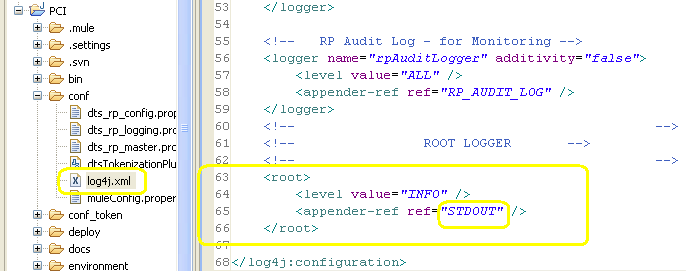 PCI
.mule
.settings
.svn
bin
conf
dts_rp_config.prope
dts_rp_logging.prop
dts_rp_master.pro
dtsTokenizationPlu
log4j.xml
muleConfig.propert
conf_token
deploy
docs
environment
53 </logger>
54
55 <!-- RP Audit Log - for Monitoring -->
56 <logger name="rpAuditLogger" additivity="false">
57 <level value="ALL" />
58 <appender-ref ref="RP_AUDIT_LOG" />
59 </logger>
60 <!-- -->
61 <!-- ROOT LOGGER -->
62 <!-- -->
63 <root>
64 <level value="INFO" />
65 <appender-ref ref="STDOUT" />
66 </root>
67
68 </log4j:configuration>